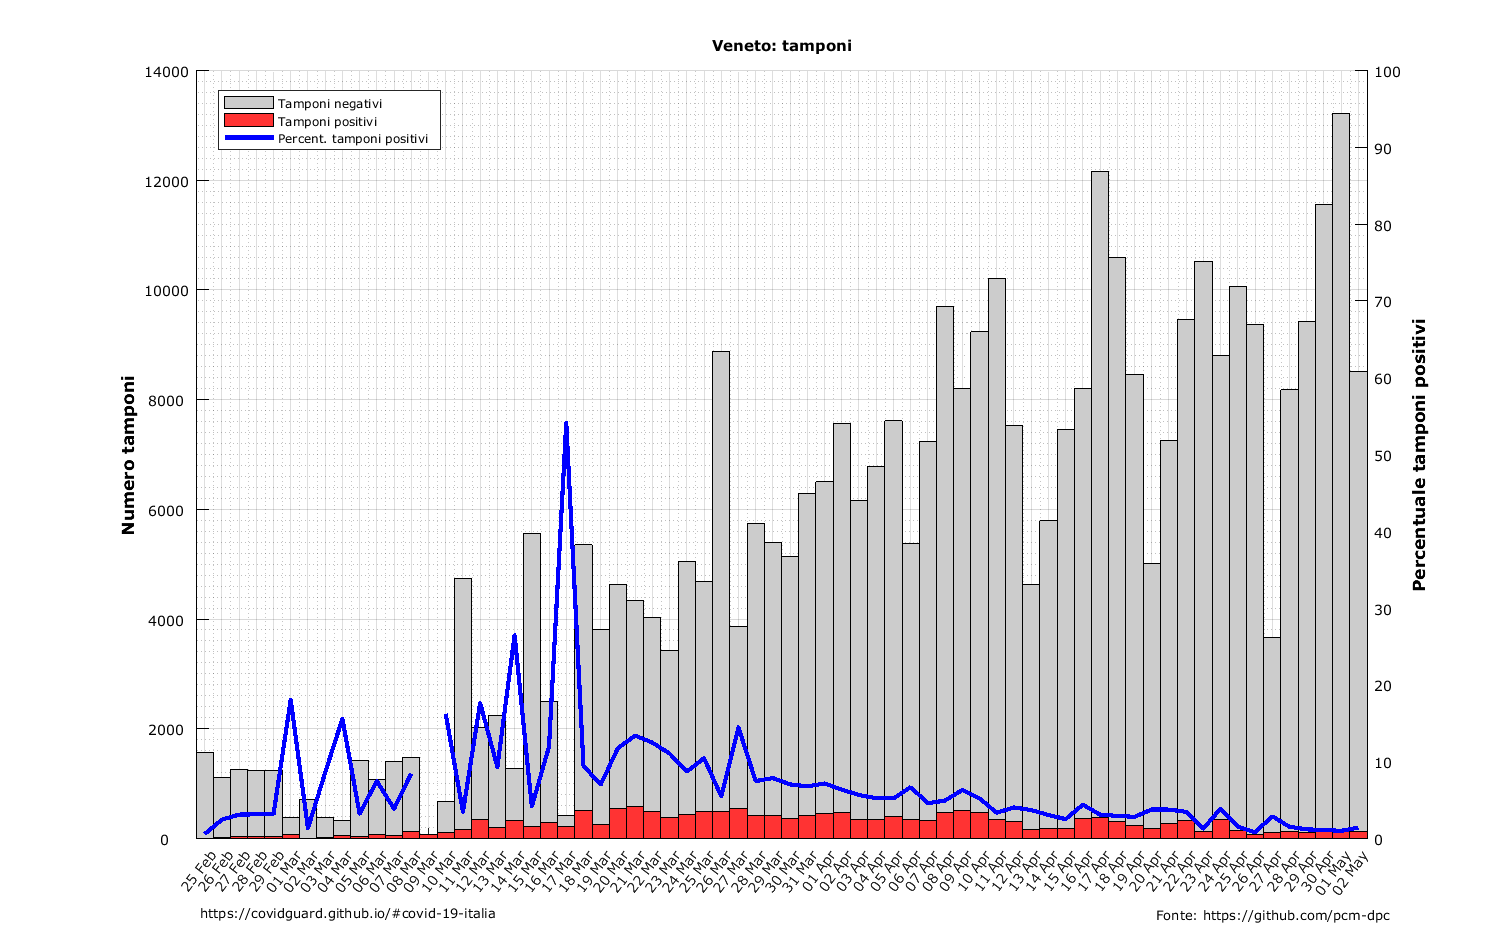 Veneto: tamponi
Tamponi negativi
Tamponi positivi
Percent. tamponi positivi
Numero tamponi
14000
12000
10000
8000
6000
4000
2000
0
Percentuale tamponi positivi
100
90
80
70
60
50
40
30
20
10
0
25 Feb
26 Feb
27 Feb
28 Feb
29 Feb
01 Mar
02 Mar
03 Mar
04 Mar
05 Mar
06 Mar
07 Mar
08 Mar
09 Mar
10 Mar
11 Mar
12 Mar
13 Mar
14 Mar
15 Mar
16 Mar
17 Mar
18 Mar
19 Mar
20 Mar
21 Mar
22 Mar
23 Mar
24 Mar
25 Mar
26 Mar
27 Mar
28 Mar
29 Mar
30 Mar
31 Mar
01 Apr
02 Apr
03 Apr
04 Apr
05 Apr
06 Apr
07 Apr
08 Apr
09 Apr
10 Apr
11 Apr
12 Apr
13 Apr
14 Apr
15 Apr
16 Apr
17 Apr
18 Apr
19 Apr
20 Apr
21 Apr
22 Apr
23 Apr
24 Apr
25 Apr
26 Apr
27 Apr
28 Apr
29 Apr
30 Apr
01 May
02 May
https://covidguard.github.io/#covid-19-italia
Fonte: https://github.com/pcm-dpc